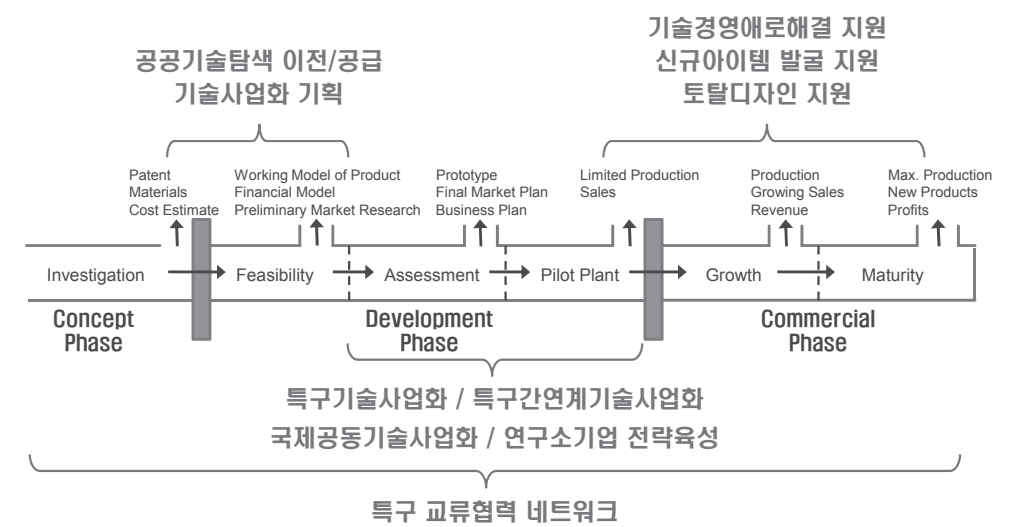 공공기술탐색 이전/공급
기술사업화 기획
기술경영애로해결 지원
신규아이템 발굴 지원
토탈디자인 지원
Patent
Materials
Cost Estimate
Working Model of Product
Financial Model
Preliminary Market Research
Prototype
Final Market Plan
Business Plan
Limited Production
Sales
Production
Growing Sales
Revenue
Max. Production
New Products
Profits
Investigation
Feasibility
Assessment
Pilot Plant
Growth
Maturity
Concept
Phase
Development
Phase
Commercial
Phase
특구기술사업화 / 특구간연계기술사업화
국제공동기술사업화 / 연구소기업 전략육성
특구 교류협력 네트워크